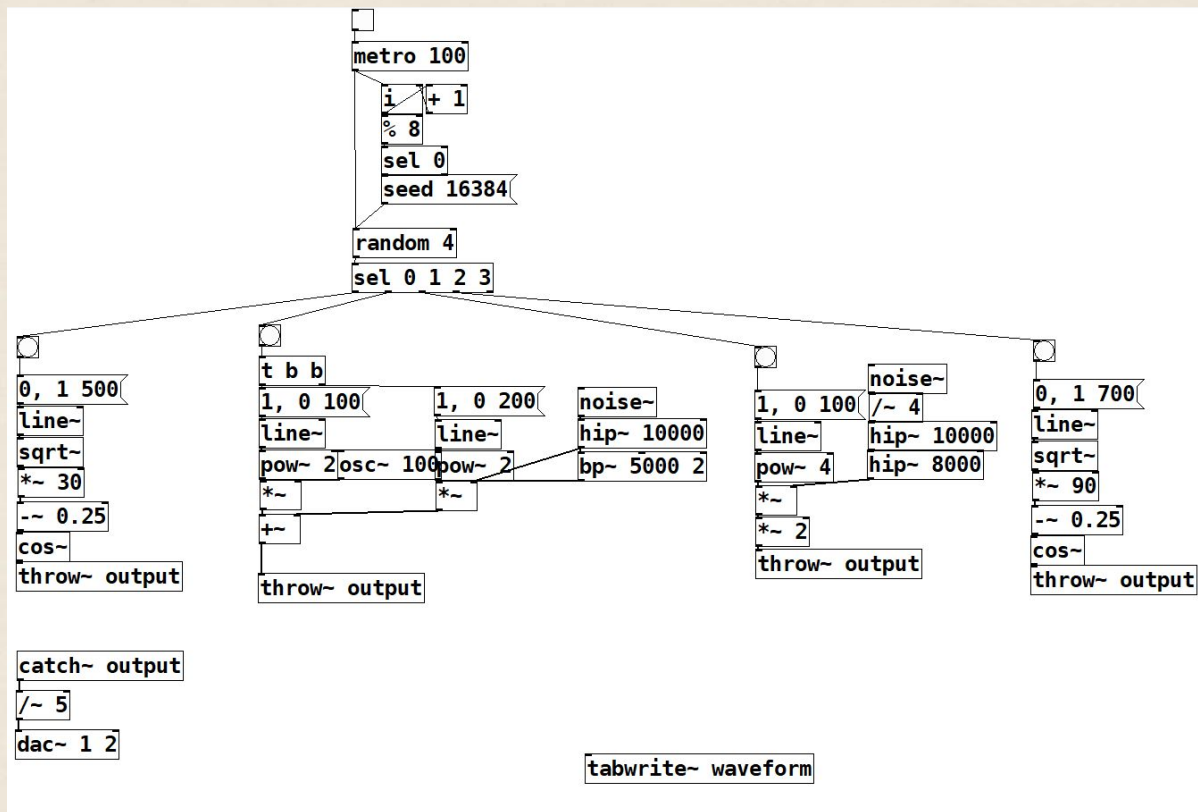 metro 100
i
+ 1
% 8
sel 0
seed 16384
random 4
sel 0 1 2 3
0, 1 500
line~
sqrt~
*~ 30
-~ 0.25
cos~
throw~ output
t b b
1, 0 100
line~
pow~ 2
osc~ 100
*~
+~
throw~ output
1, 0 200
line~
pow~ 2
*~
noise~
hip~ 10000
bp~ 5000 2
1, 0 100
line~
pow~ 4
*~
*~ 2
throw~ output
noise~
/~ 4
hip~ 10000
hip~ 8000
0, 1 700
line~
sqrt~
*~ 90
-~ 0.25
cos~
throw~ output
catch~ output
/~ 5
dac~ 1 2
tabwrite~ waveform